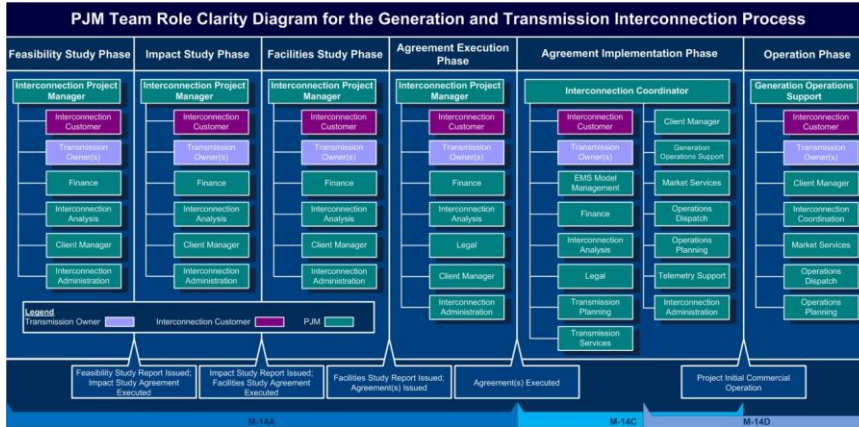 PJM Team Role Clarity Diagram for the Generation and Transmission Interconnection Process
Feasibility Study Phase
Interconnection Project
Manager
Interconnection
Customer
Transmission
Owner(s)
Finance
Interconnection
Analysis
Client Manager
Interconnection
Administration
Impact Study Phase
Interconnection Project
Manager
Interconnection
Customer
Transmission
Owner(s)
Finance
Interconnection
Analysis
Client Manager
Interconnection
Administration
Facilities Study Phase
Interconnection Project
Manager
Interconnection
Customer
Transmission
Owner(s)
Finance
Interconnection
Analysis
Client Manager
Interconnection
Administration
Agreement Execution
Phase
Interconnection Project
Manager
Interconnection
Customer
Transmission
Owner(s)
Finance
Interconnection
Analysis
Legal
Client Manager
Interconnection
Administration
Agreement Implementation Phase
Interconnection Coordinator
Interconnection
Customer
Transmission
Owner(s)
EMS Model
Management
Finance
Interconnection
Analysis
Legal
Transmission
Planning
Transmission
Services
Client Manager
Generation
Operations Support
Market Services
Operations
Dispatch
Operations
Planning
Telemetry Support
Interconnection
Administration
Operation Phase
Generation Operations
Support
Interconnection
Customer
Transmission
Owner(s)
Client Manager
Interconnection
Coordination
Market Services
Operations
Dispatch
Operations
Planning
Legend
Transmission Owner
Interconnection Customer
PJM
Feasibility Study Report Issued;
Impact Study Agreement
Executed
Impact Study Report Issued;
Facilities Study Agreement
Executed
Facilities Study Report Issued;
Agreement(s) Issued
Agreement(s) Executed
Project Initial Commercial
Operation
M-14A
M-14C
M-14D